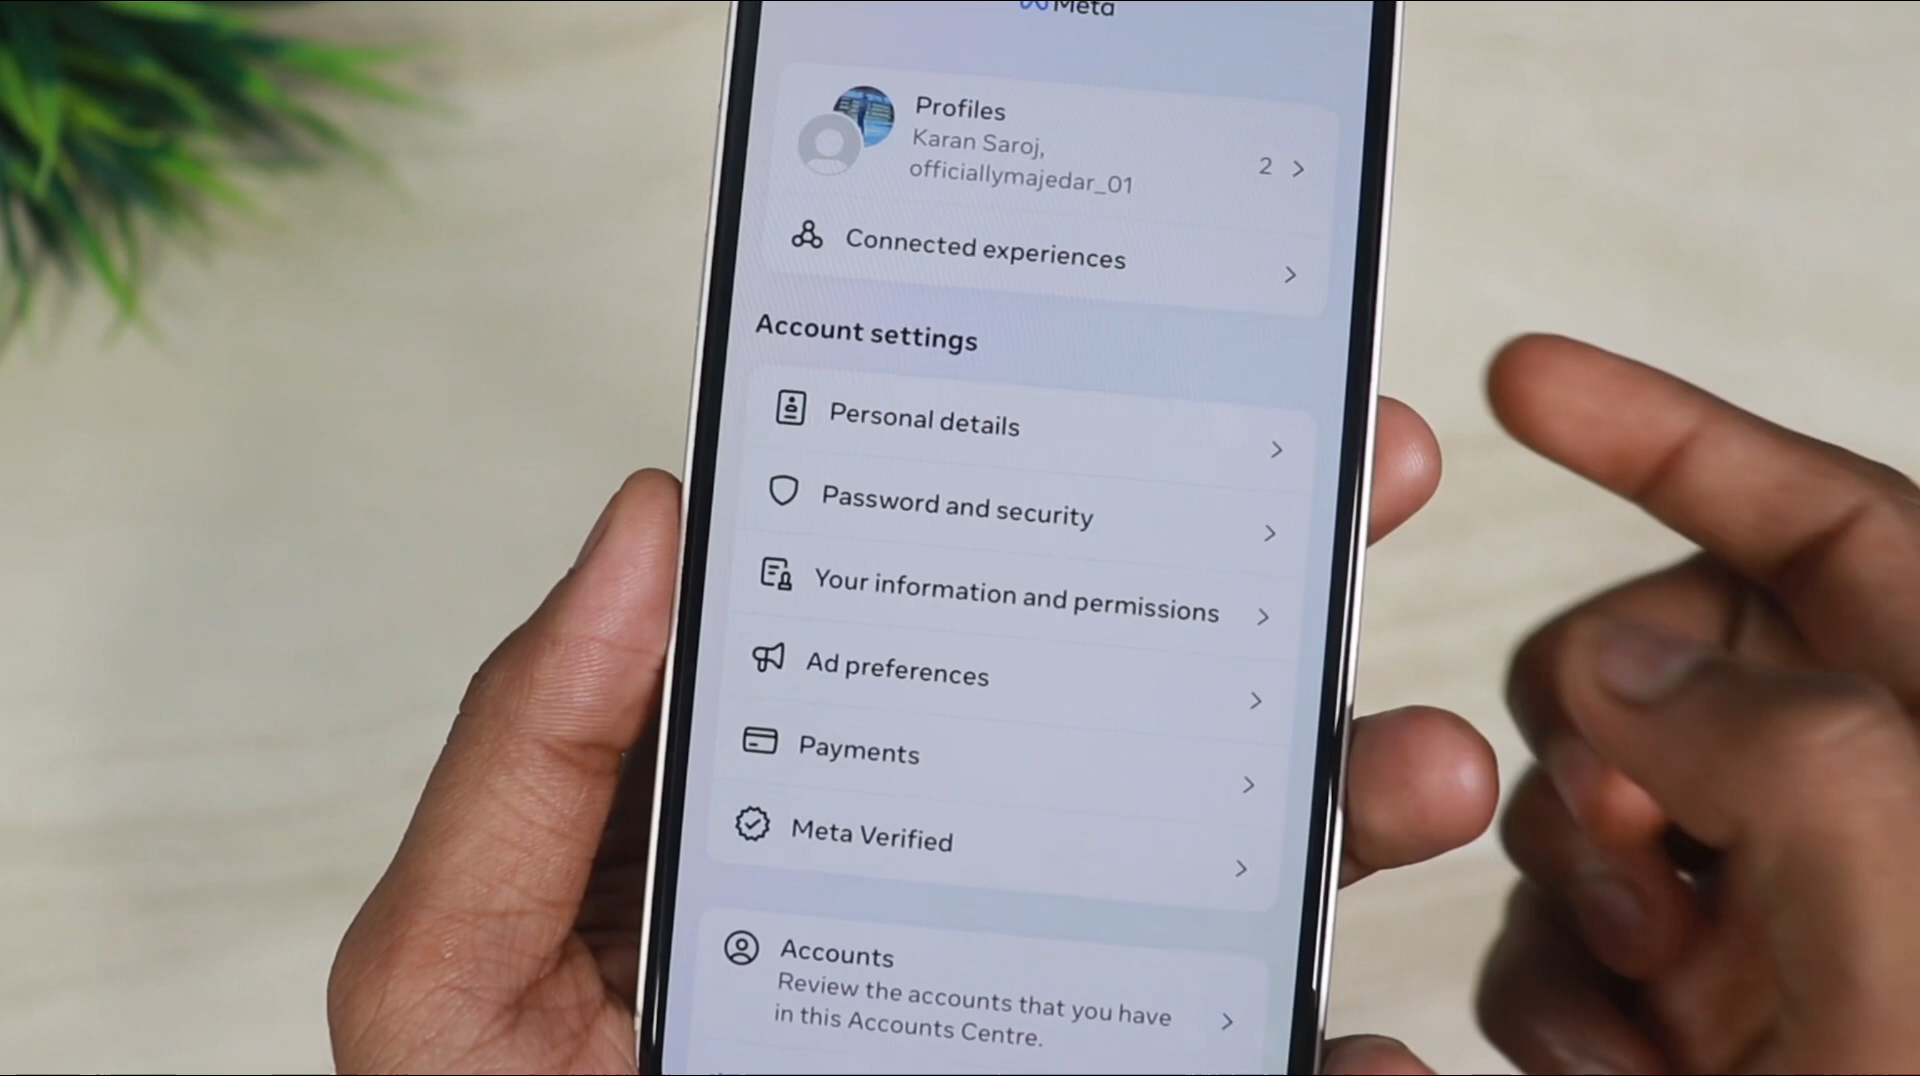 Meta
Profiles
Karan Saroj,
officiallymajedar_01
2
Connected experiences
Account settings
Personal details
Password and security
Your information and permissions
Ad preferences
Payments
Meta Verified
Accounts
Review the accounts that you have
in this Accounts Centre.